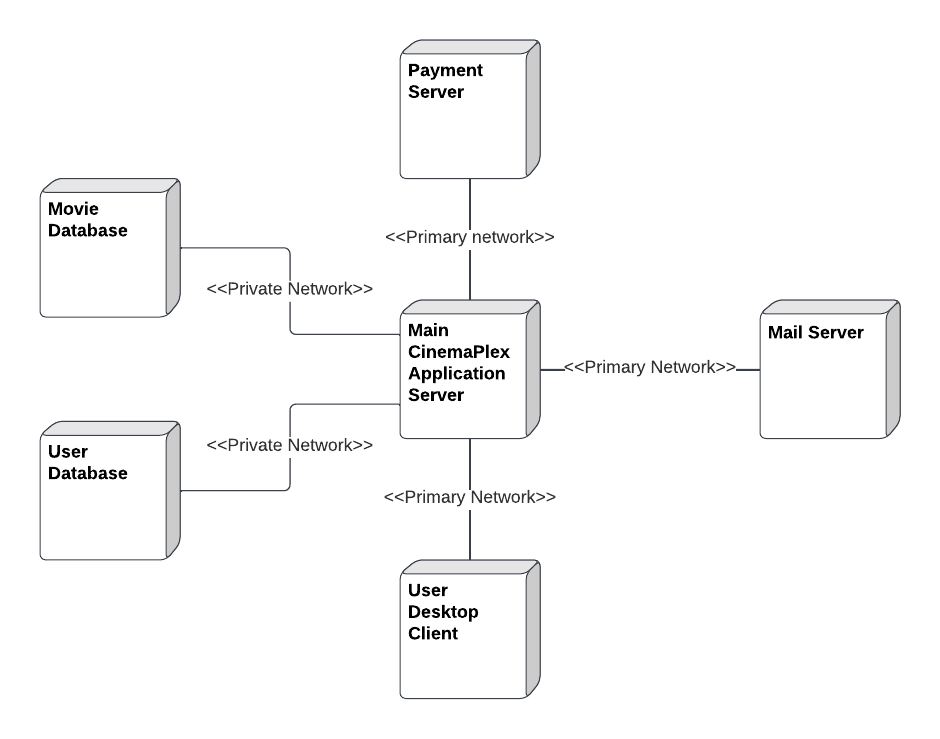 Payment
Server
Movie
Database
<<Primary network>>
<<Private Network>>
Main
CinemaPlex
Application
Server
Mail Server
<<Primary Network>>
User
Database
<<Private Network>>
<<Primary Network>>
User
Desktop
Client